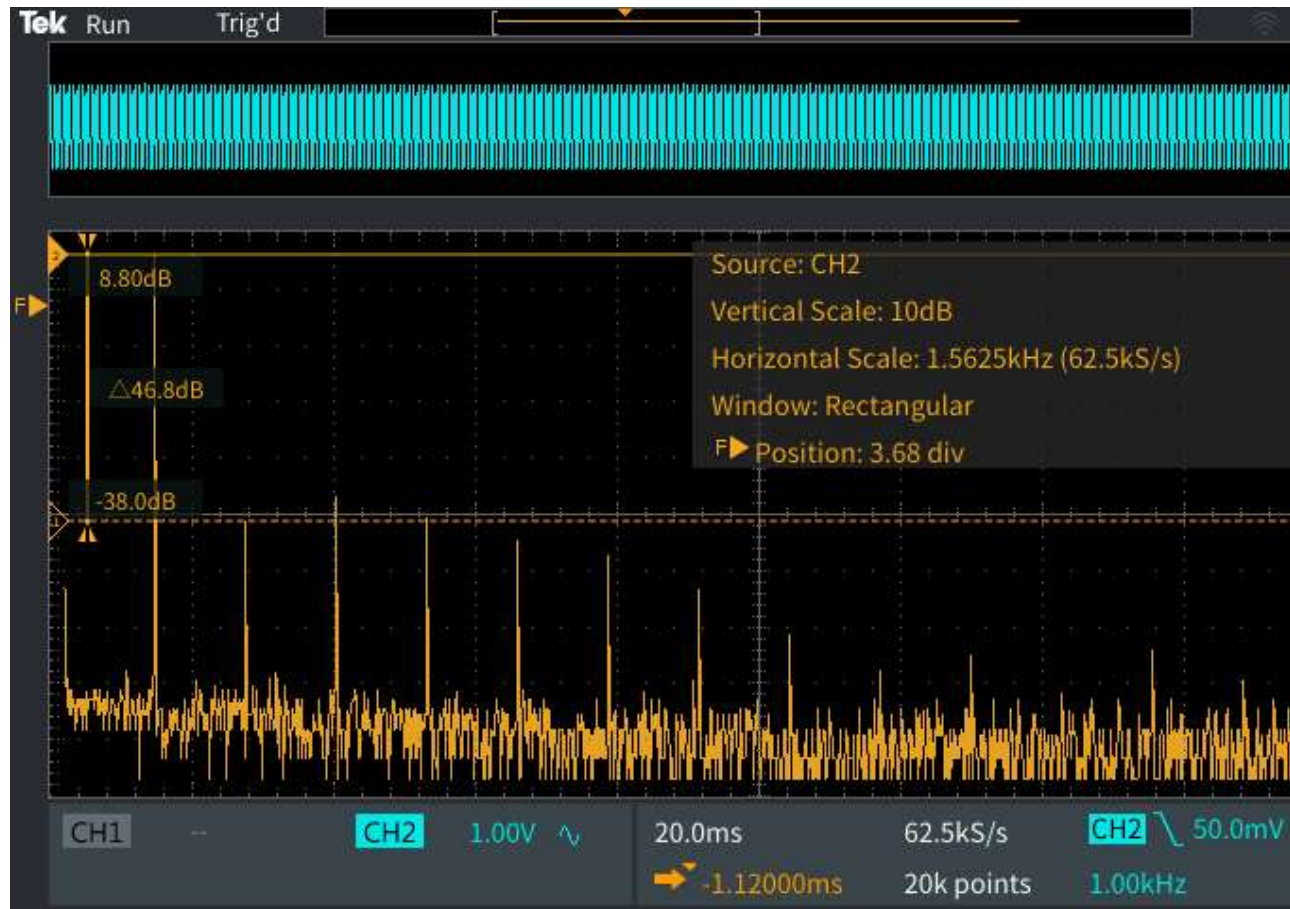 Tek Run Trig'd
8.80dB
△46.8dB
-38.0dB
Source: CH2
Vertical Scale: 10dB
Horizontal Scale: 1.5625kHz (62.5kS/s)
Window: Rectangular
F▶ Position: 3.68 div
F
2
1
CH1 -- CH2 1.00V 20.0ms 62.5kS/s CH2 50.0mV
-1.12000ms 20k points 1.00kHz